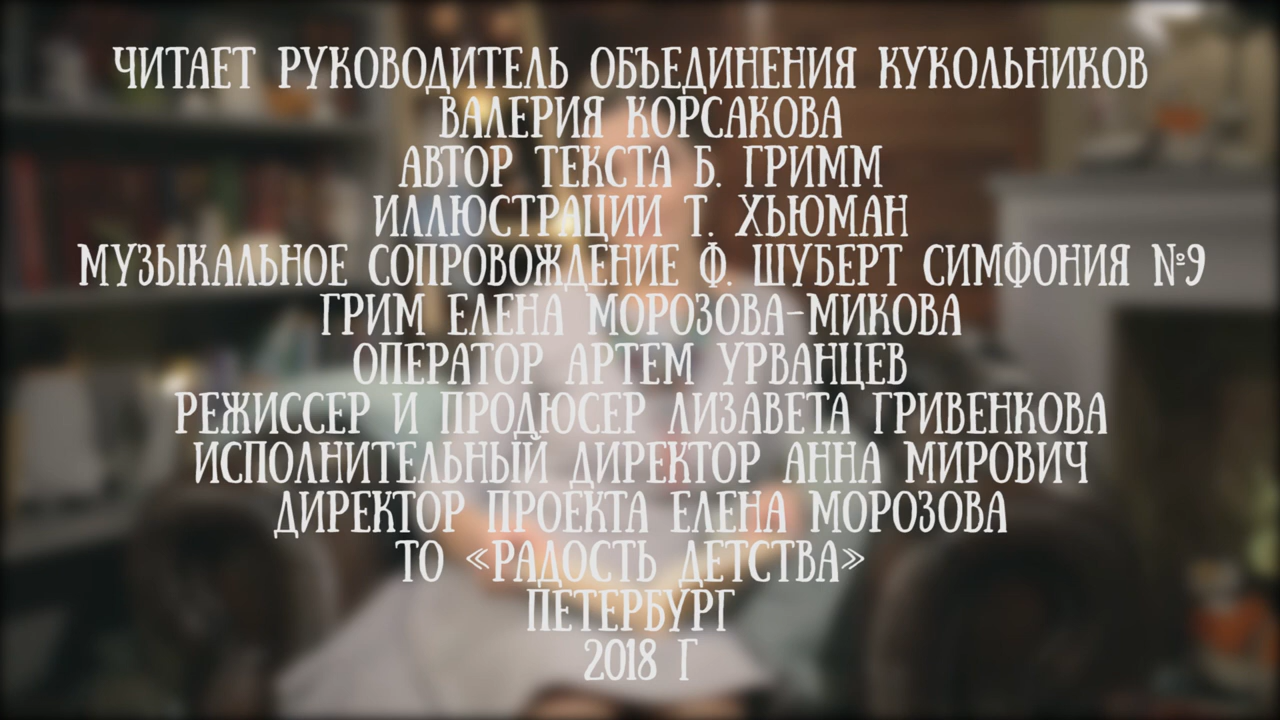 ЧИТАЕТ РУКОВОДИТЕЛЬ ОБЪЕДИНЕНИЯ КУКОЛЬНИКОВ
ВАЛЕРИЯ КОРСАКОВА
АВТОР ТЕКСТА Б. ГРИММ
ИЛЛЮСТРАЦИИ Т. ХЬЮМАН
МУЗЫКАЛЬНОЕ СОПРОВОЖДЕНИЕ Ф. ШУБЕРТ СИМФОНИЯ №9
ГРИМ ЕЛЕНА МОРОЗОВА-МИКОВА
ОПЕРАТОР АРТЕМ УРВАНЦЕВ
РЕЖИССЕР И ПРОДЮСЕР ЛИЗАВЕТА ГРИВЕНКОВА
ИСПОЛНИТЕЛЬНЫЙ ДИРЕКТОР АННА МИРОВИЧ
ДИРЕКТОР ПРОЕКТА ЕЛЕНА МОРОЗОВА
ТО «РАДОСТЬ ДЕТСТВА»
ПЕТЕРБУРГ
2018 Г